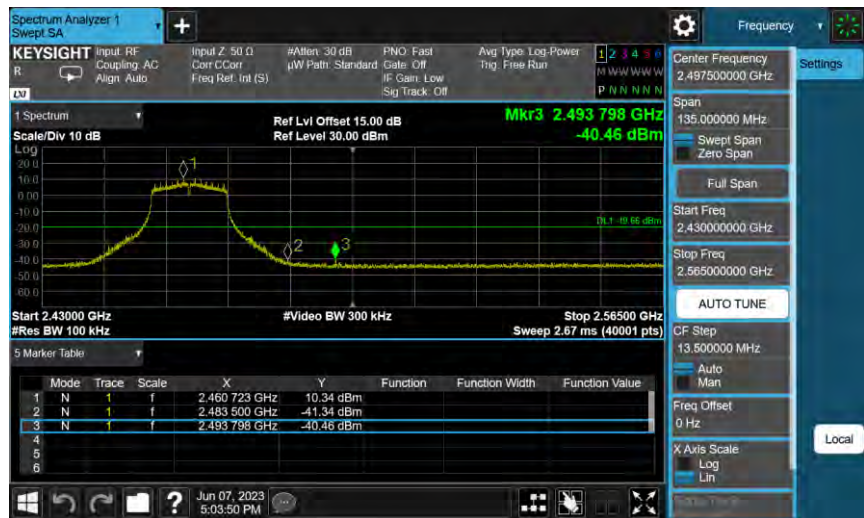 Spectrum Analyzer 1
Swept SA
+
Frequency
KEYSIGHT Input: RF Input Z: 50 Ω #Atten: 30 dB PNO: Fast Avg Type: Log-Power 1 2 3 4 5 6
R Coupling: AC Corr CCorr µW Path: Standard Gate: Off Trig: Free Run M W W W W W
Align: Auto Freq Ref: Int (S) IF Gain: Low
LXI Sig Track: Off P N N N N N
1 Spectrum
Ref Lvl Offset 15.00 dB Mkr3 2.493 798 GHz
Scale/Div 10 dB Ref Level 30.00 dBm -40.46 dBm
Log
20.0
10.0
0.00
-10.0
-20.0
-30.0
-40.0
-50.0
-60.0
1
2
3
DL1 -19.66 dBm
Start 2.43000 GHz #Video BW 300 kHz Stop 2.56500 GHz
#Res BW 100 kHz Sweep 2.67 ms (40001 pts)
5 Marker Table
Mode Trace Scale X Y Function Function Width Function Value
1 N 1 f 2.460 723 GHz 10.34 dBm
2 N 1 f 2.483 500 GHz -41.34 dBm
3 N 1 f 2.493 798 GHz -40.46 dBm
4
5
6
Jun 07, 2023
5:03:50 PM
?
Center Frequency
2.497500000 GHz
Settings
Span
135.000000 MHz
Swept Span
Zero Span
Full Span
Start Freq
2.430000000 GHz
Stop Freq
2.565000000 GHz
AUTO TUNE
CF Step
13.500000 MHz
Auto
Man
Freq Offset
0 Hz
Local
X Axis Scale
Log
Lin